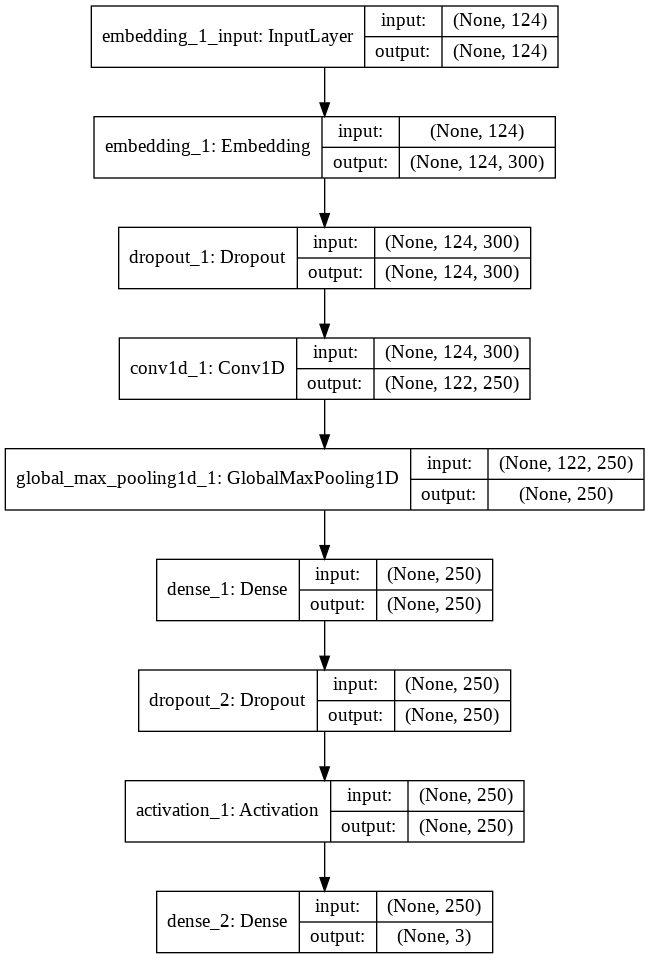 embedding_1_input: InputLayer
input: (None, 124)
output: (None, 124)
embedding_1: Embedding
input: (None, 124)
output: (None, 124, 300)
dropout_1: Dropout
input: (None, 124, 300)
output: (None, 124, 300)
conv1d_1: Conv1D
input: (None, 124, 300)
output: (None, 122, 250)
global_max_pooling1d_1: GlobalMaxPooling1D
input: (None, 122, 250)
output: (None, 250)
dense_1: Dense
input: (None, 250)
output: (None, 250)
dropout_2: Dropout
input: (None, 250)
output: (None, 250)
activation_1: Activation
input: (None, 250)
output: (None, 250)
dense_2: Dense
input: (None, 250)
output: (None, 3)